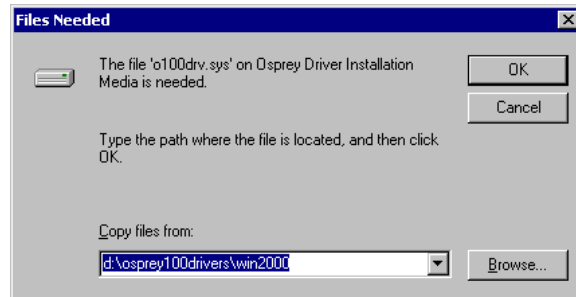 Files Needed
The file 'o100drv.sys' on Osprey Driver Installation
Media is needed.
OK
Cancel
Type the path where the file is located, and then click
OK.
Copy files from:
d:\osprey100drivers\win2000
Browse...